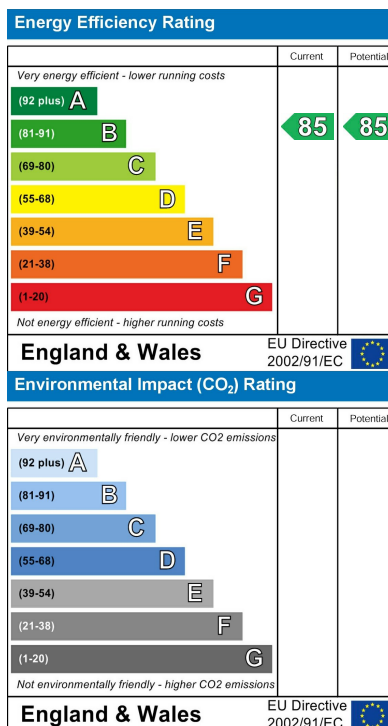 Energy Efficiency Rating
Current Potential
Very energy efficient - lower running costs
(92 plus) A
(81-91) B
85 85
(69-80) C
(55-68) D
(39-54) E
(21-38) F
(1-20) G
Not energy efficient - higher running costs
England & Wales
EU Directive
2002/91/EC
Environmental Impact (CO₂) Rating
Current Potential
Very environmentally friendly - lower CO2 emissions
(92 plus) A
(81-91) B
(69-80) C
(55-68) D
(39-54) E
(21-38) F
(1-20) G
Not environmentally friendly - higher CO2 emissions
England & Wales
EU Directive
2002/91/EC